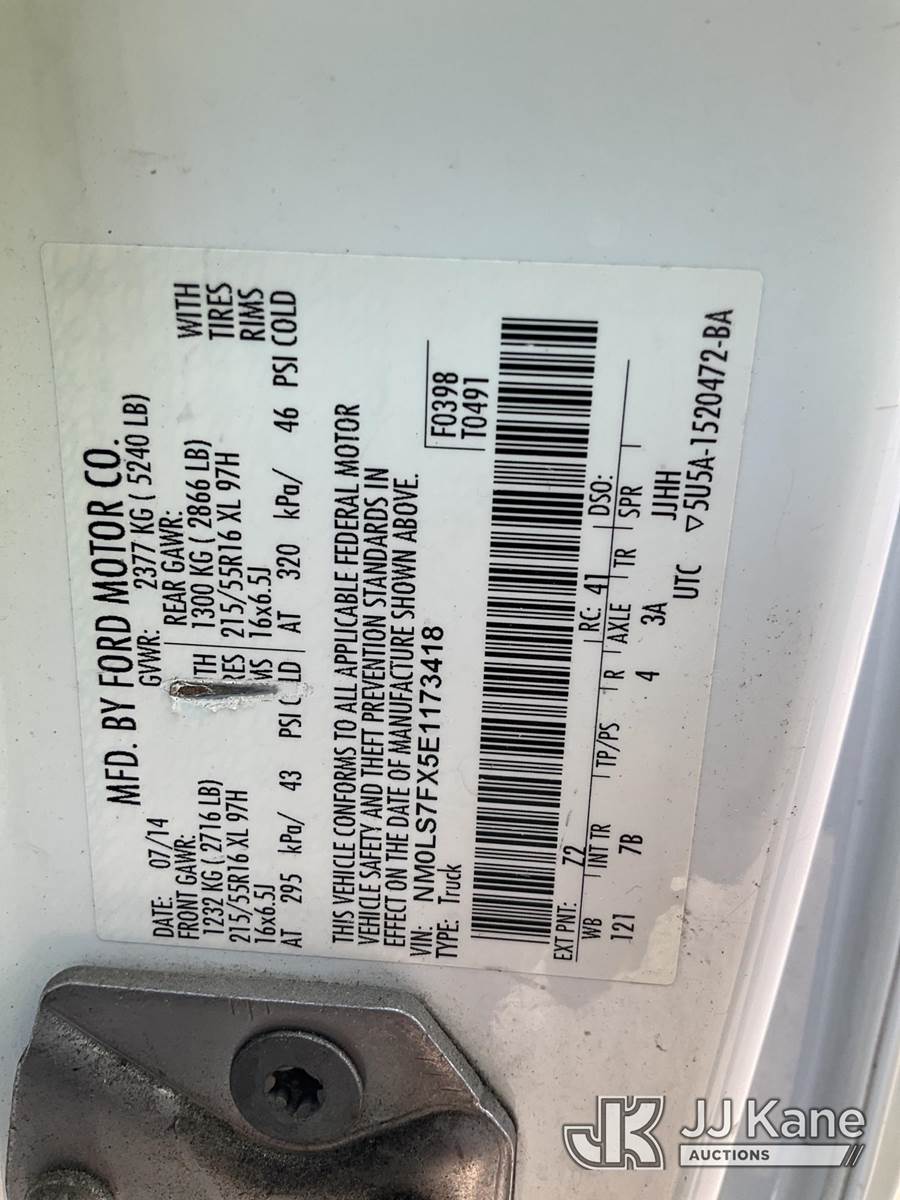 MFD. BY FORD MOTOR CO.
DATE: 07/14 GVWR: 2377 KG ( 5240 LB)
FRONT GAWR: REAR GAWR:
1232 KG ( 2716 LB) TH 1300 KG ( 2866 LB) WITH
215/55R16 XL 97H RES 215/55R16 XL 97H TIRES
16x6.5J MS 16x6.5J RIMS
AT 295 kPa/ 43 PSI C LD AT 320 kPa/ 46 PSI COLD
THIS VEHICLE CONFORMS TO ALL APPLICABLE FEDERAL MOTOR
VEHICLE SAFETY AND THEFT PREVENTION STANDARDS IN
EFFECT ON THE DATE OF MANUFACTURE SHOWN ABOVE.
VIN: NM0LS7FX5E1173418 F0398
TYPE: Truck T0491
EXT PNT: Z2 RC: 41 DSO:
WB INT TR TP/PS R AXLE TR SPR
121 7B 4 3A JJHH
UTC ▽5U5A-1520472-BA
JK JJ Kane
AUCTIONS